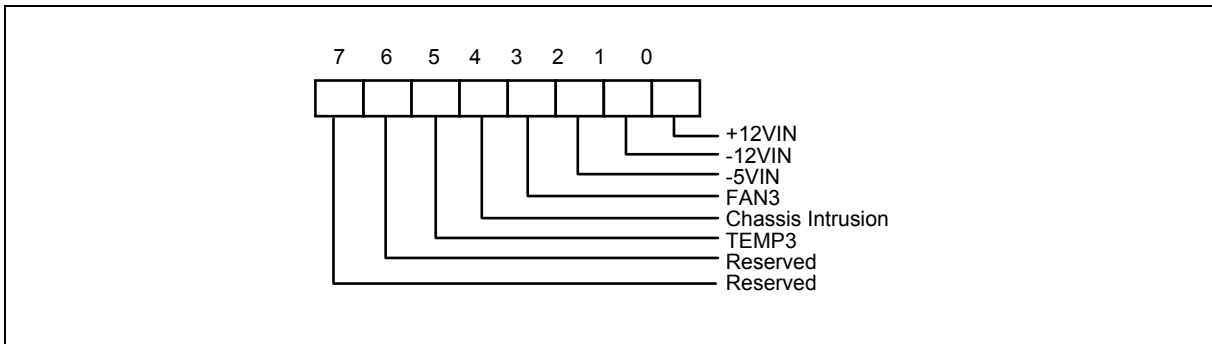 7 6 5 4 3 2 1 0
+12VIN
-12VIN
-5VIN
FAN3
Chassis Intrusion
TEMP3
Reserved
Reserved